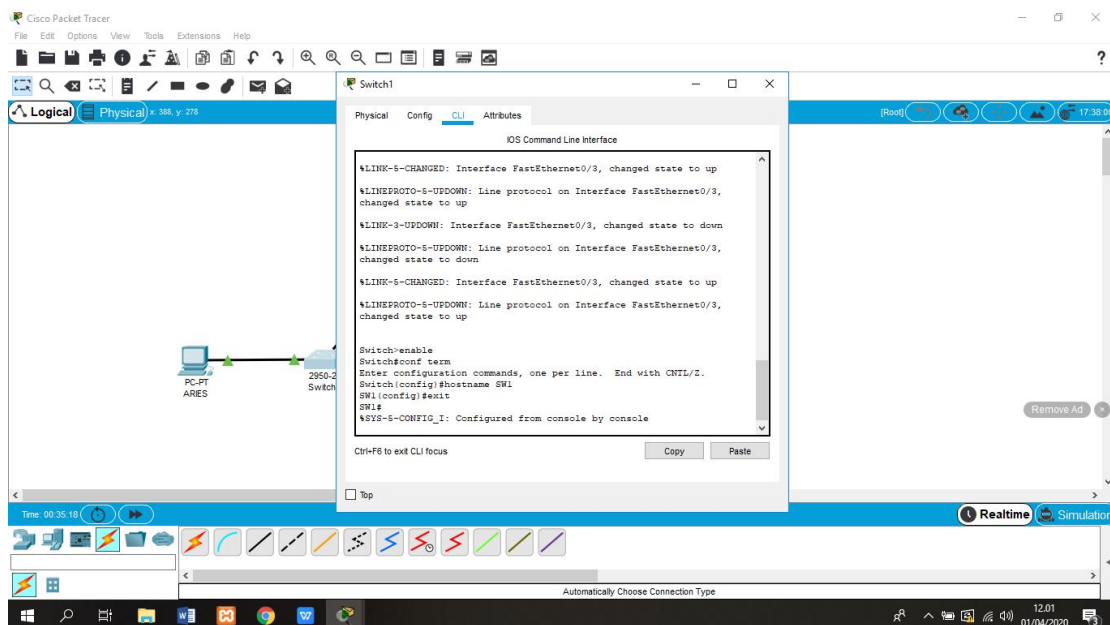 Cisco Packet Tracer
File Edit Options View Tools Extensions Help
?
Logical
Physical
x: 388, y: 278
[Root]
17:38:00
Switch1
Physical Config CLI Attributes
IOS Command Line Interface
%LINK-5-CHANGED: Interface FastEthernet0/3, changed state to up
%LINEPROTO-5-UPDOWN: Line protocol on Interface FastEthernet0/3,
changed state to up
%LINK-3-UPDOWN: Interface FastEthernet0/3, changed state to down
%LINEPROTO-5-UPDOWN: Line protocol on Interface FastEthernet0/3,
changed state to down
%LINK-5-CHANGED: Interface FastEthernet0/3, changed state to up
%LINEPROTO-5-UPDOWN: Line protocol on Interface FastEthernet0/3,
changed state to up
Switch>enable
Switch#conf term
Enter configuration commands, one per line. End with CNTL/Z.
Switch(config)#hostname SW1
SW1(config)#exit
SW1#
%SYS-5-CONFIG_I: Configured from console by console
Ctrl+F6 to exit CLI focus
Copy
Paste
Top
PC-PT
ARIES
2950-2
Switch
Remove Ad
Time: 00:35:18
Realtime
Simulation
Automatically Choose Connection Type
12.01
01/04/2020
3